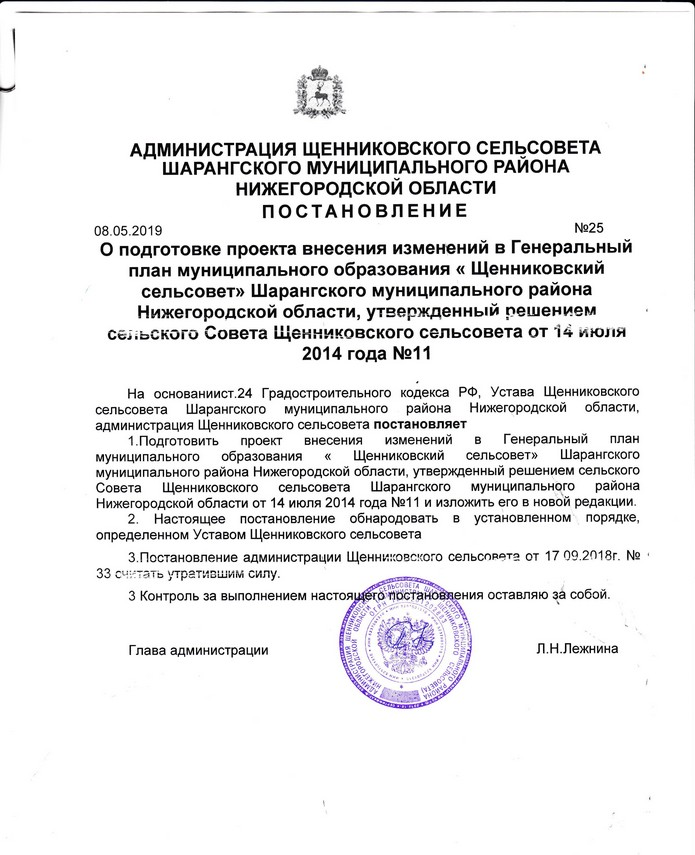 АДМИНИСТРАЦИЯ ЩЕННИКОВСКОГО СЕЛЬСОВЕТА
ШАРАНГСКОГО МУНИЦИПАЛЬНОГО РАЙОНА
НИЖЕГОРОДСКОЙ ОБЛАСТИ
ПОСТАНОВЛЕНИЕ
08.05.2019 №25
О подготовке проекта внесения изменений в Генеральный
план муниципального образования « Щенниковский
сельсовет» Шарангского муниципального района
Нижегородской области, утвержденный решением
сельского Совета Щенниковского сельсовета от 14 июля
2014 года №11
На основаниист.24 Градостроительного кодекса РФ, Устава Щенниковского
сельсовета Шарангского муниципального района Нижегородской области,
администрация Щенниковского сельсовета постановляет
1.Подготовить проект внесения изменений в Генеральный план
муниципального образования « Щенниковский сельсовет» Шарангского
муниципального района Нижегородской области, утвержденный решением сельского
Совета Щенниковского сельсовета Шарангского муниципального района
Нижегородской области от 14 июля 2014 года №11 и изложить его в новой редакции.
2. Настоящее постановление обнародовать в установленном порядке,
определенном Уставом Щенниковского сельсовета
3.Постановление администрации Щенниковского сельсовета от 17 09.2018г. №
33 считать утратившим силу.
3 Контроль за выполнением настоящего постановления оставляю за собой.
Глава администрации Л.Н.Лежнина